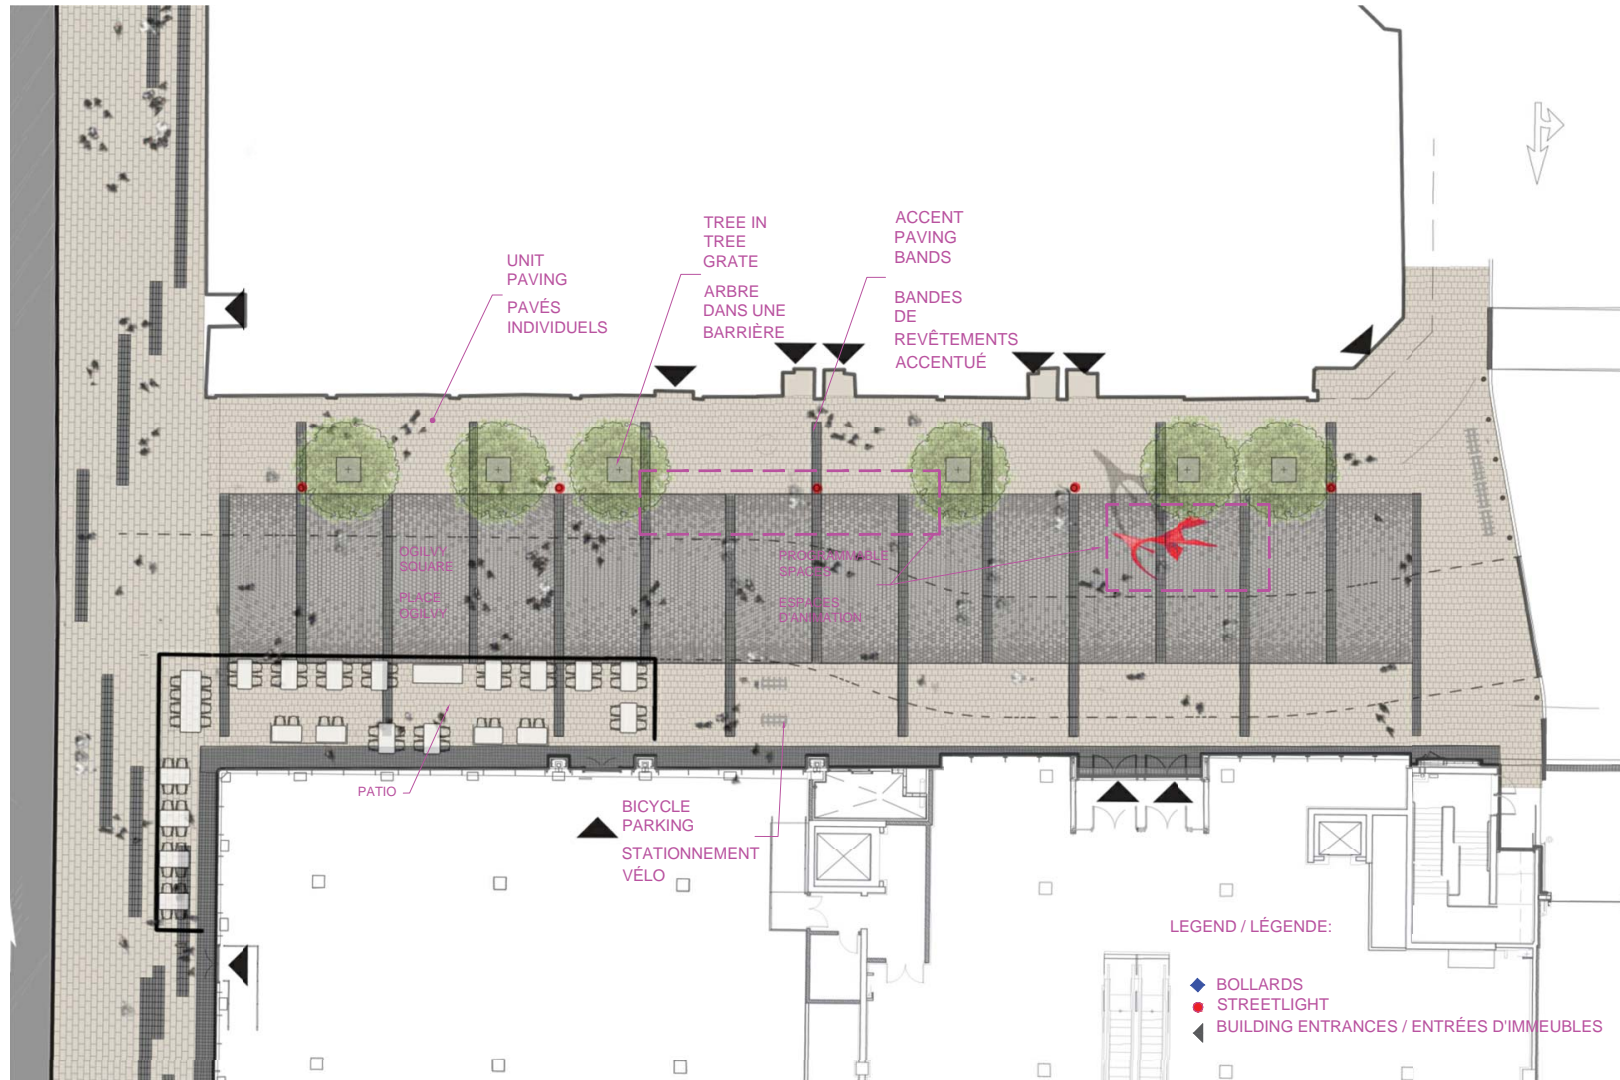 UNIT
PAVING
PAVÉS
INDIVIDUELS
TREE IN
TREE
GRATE
ARBRE
DANS UNE
BARRIÈRE
ACCENT
PAVING
BANDS
BANDES
DE
REVÊTEMENTS
ACCENTUÉ
OGILVY
SQUARE
PLACE
OGILVY
PROGRAMMABLE
SPACES
ESPACES
D'ANIMATION
PATIO
BICYCLE
PARKING
STATIONNEMENT
VÉLO
LEGEND / LÉGENDE:
BOLLARDS
STREETLIGHT
BUILDING ENTRANCES / ENTRÉES D'IMMEUBLES